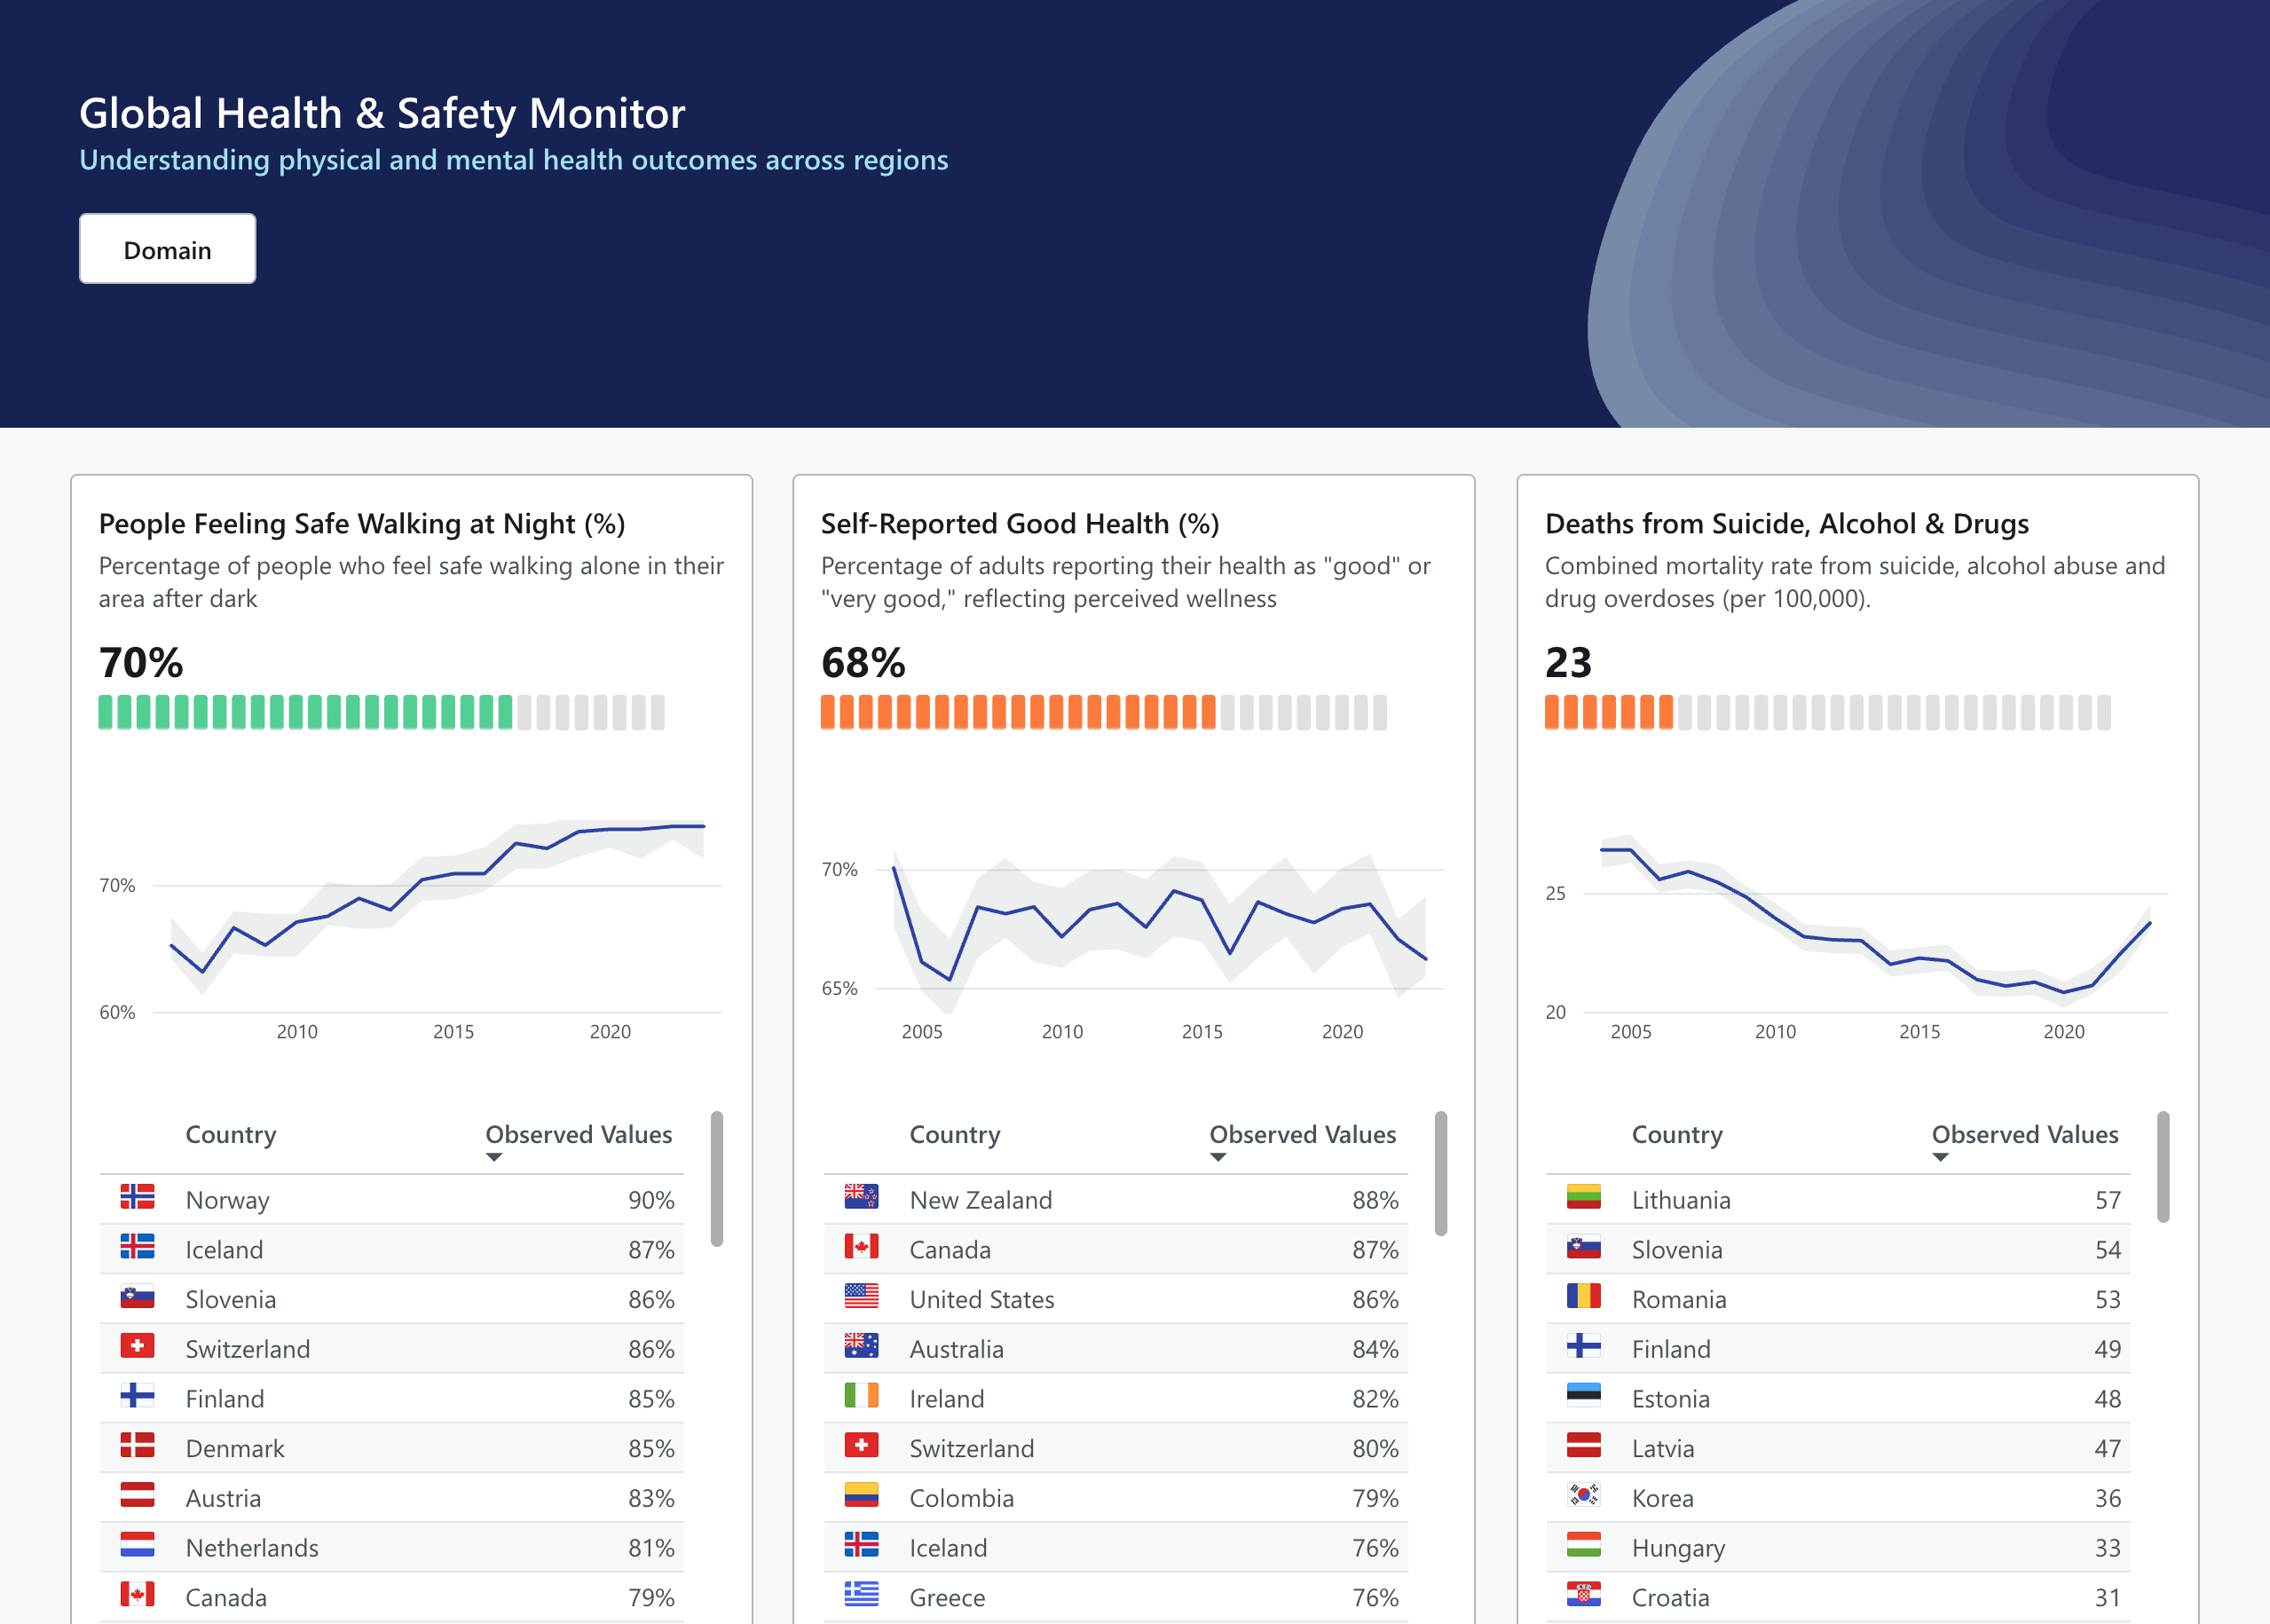 Global Health & Safety Monitor
Understanding physical and mental health outcomes across regions
Domain
People Feeling Safe Walking at Night (%)
Percentage of people who feel safe walking alone in their
area after dark
70%
70%
60%
2010 2015 2020
Country Observed Values
Norway 90%
Iceland 87%
Slovenia 86%
Switzerland 86%
Finland 85%
Denmark 85%
Austria 83%
Netherlands 81%
Canada 79%
Self-Reported Good Health (%)
Percentage of adults reporting their health as "good" or
"very good," reflecting perceived wellness
68%
70%
65%
2005 2010 2015 2020
Country Observed Values
New Zealand 88%
Canada 87%
United States 86%
Australia 84%
Ireland 82%
Switzerland 80%
Colombia 79%
Iceland 76%
Greece 76%
Deaths from Suicide, Alcohol & Drugs
Combined mortality rate from suicide, alcohol abuse and
drug overdoses (per 100,000).
23
25
20
2005 2010 2015 2020
Country Observed Values
Lithuania 57
Slovenia 54
Romania 53
Finland 49
Estonia 48
Latvia 47
Korea 36
Hungary 33
Croatia 31